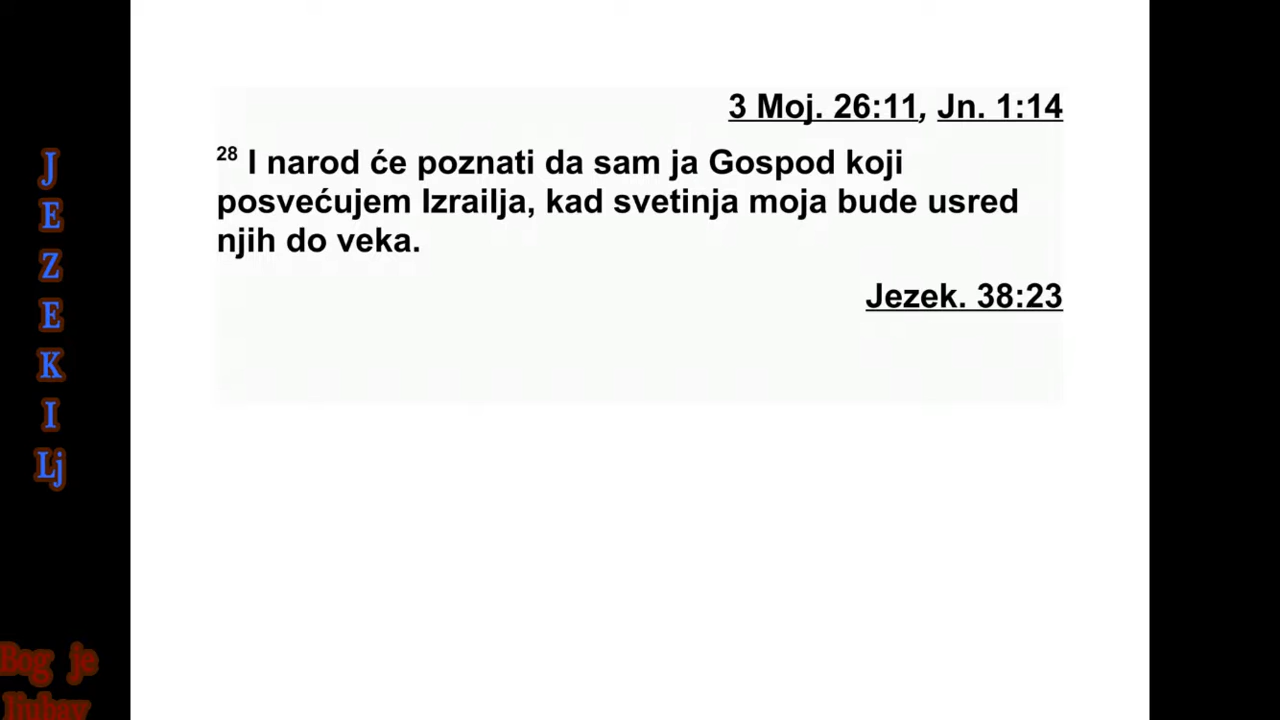 3 Moj. 26:11, Jn. 1:14
28 I narod će poznati da sam ja Gospod koji
posvećujem Izrailja, kad svetinja moja bude usred
njih do veka.
Jezek. 38:23
J
E
Z
E
K
I
Lj
Bog je
ljubav